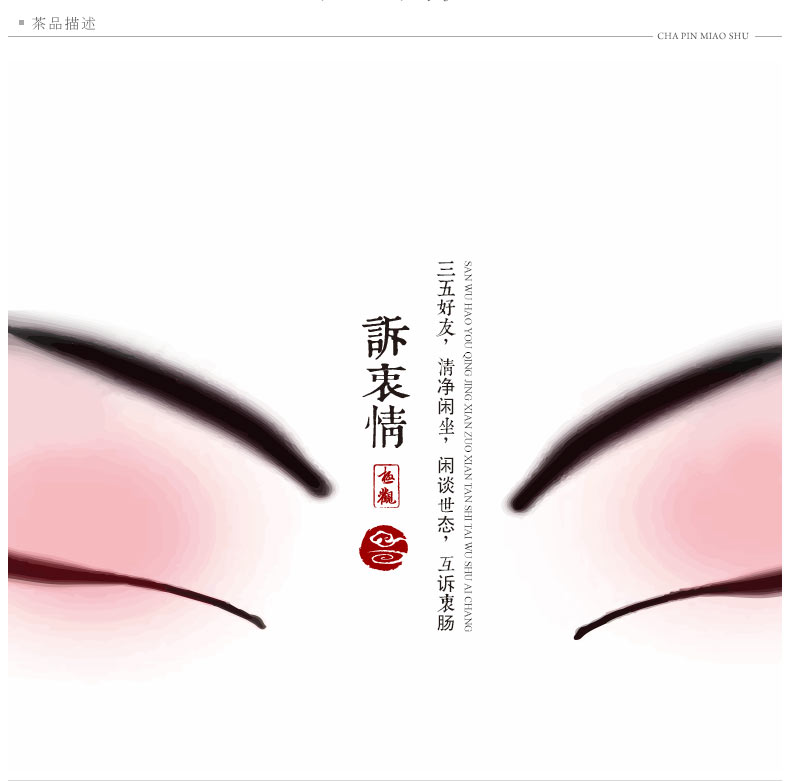 茶品描述
CHA PIN MIAO SHU
三五好友，清净闲坐，闲谈世态，互诉衷肠
SAN WU HAO YOU QING JING XIAN ZUO XIAN TAN SHI TAI WU SHU AI CHANG
訴衷情
極觀